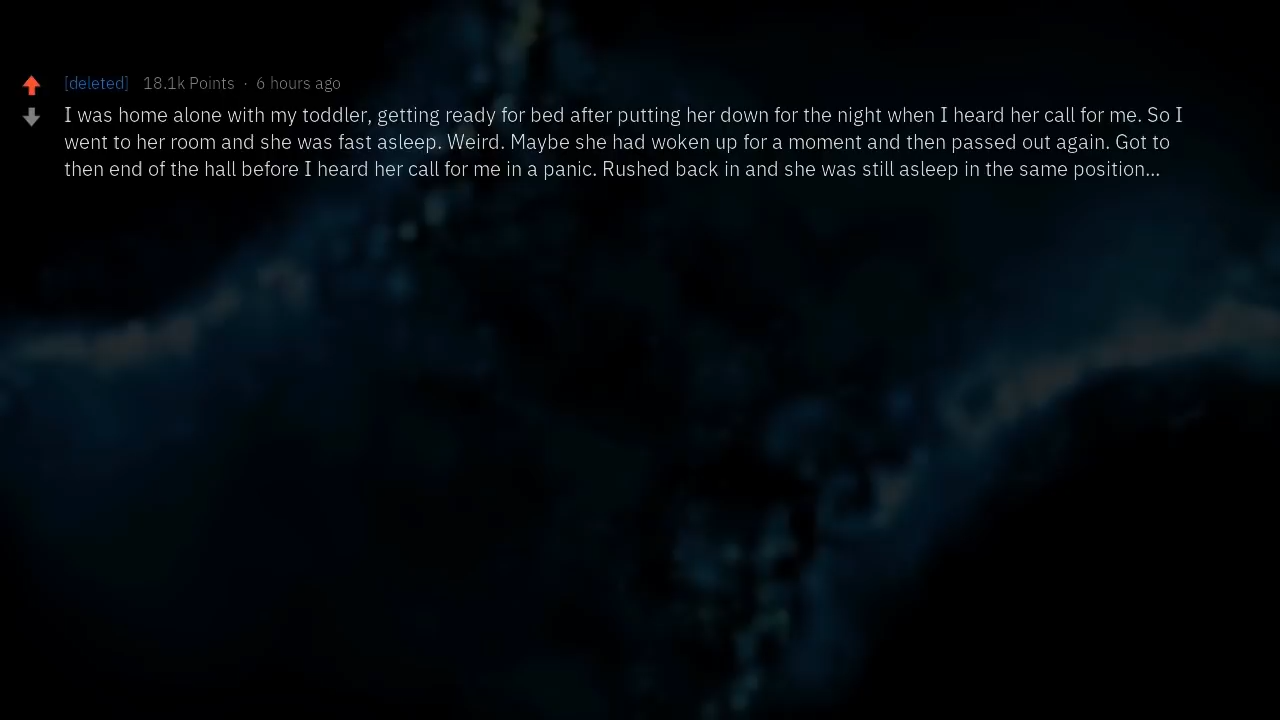 [deleted] 18.1k Points · 6 hours ago
I was home alone with my toddler, getting ready for bed after putting her down for the night when I heard her call for me. So I
went to her room and she was fast asleep. Weird. Maybe she had woken up for a moment and then passed out again. Got to
then end of the hall before I heard her call for me in a panic. Rushed back in and she was still asleep in the same position...